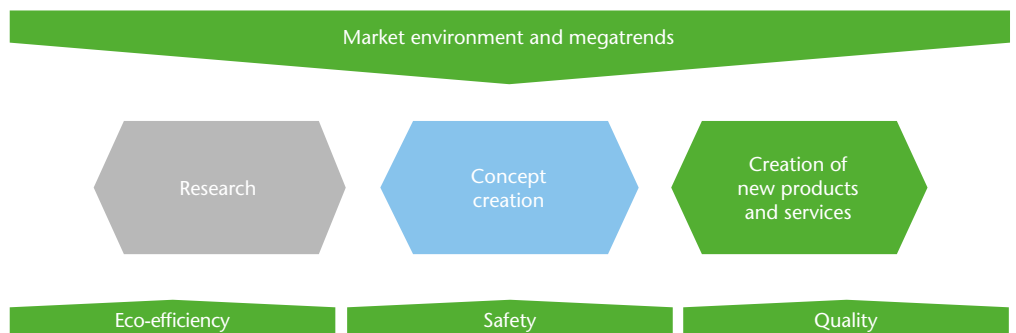 Market environment and megatrends
Research
Concept
creation
Creation of
new products
and services
Eco-efficiency
Safety
Quality